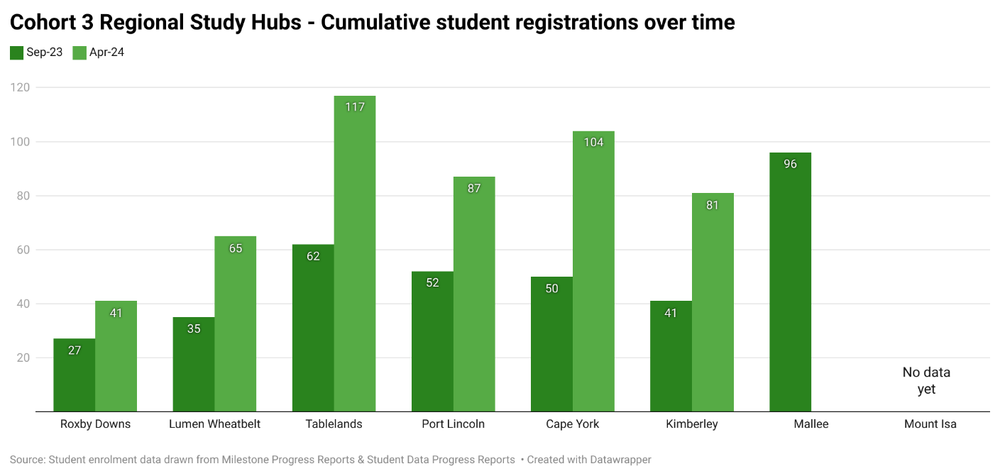 Cohort 3 Regional Study Hubs - Cumulative student registrations over time
Sep-23 Apr-24
120
100
80
60
40
20
27 41
35 65
62 117
52 87
50 104
41 81
96
No data
yet
Roxby Downs Lumen Wheatbelt Tablelands Port Lincoln Cape York Kimberley Mallee Mount Isa
Source: Student enrolment data drawn from Milestone Progress Reports & Student Data Progress Reports • Created with Datawrapper